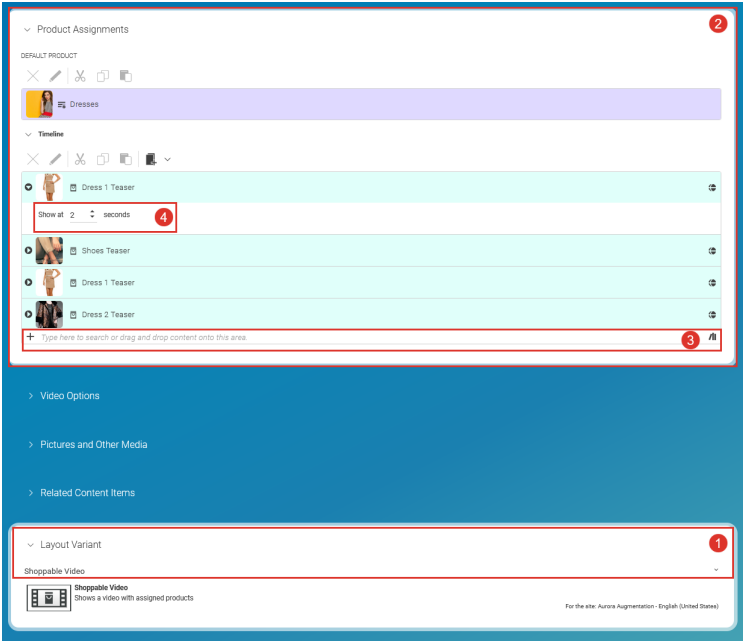 Product Assignments
2
DEFAULT PRODUCT
Dresses
Timeline
Dress 1 Teaser
Show at 2 seconds
4
Shoes Teaser
Dress 1 Teaser
Dress 2 Teaser
Type here to search or drag and drop content onto this area.
3
Video Options
Pictures and Other Media
Related Content Items
Layout Variant
1
Shoppable Video
Shoppable Video
Shows a video with assigned products
For the site: Aurora Augmentation - English (United States)